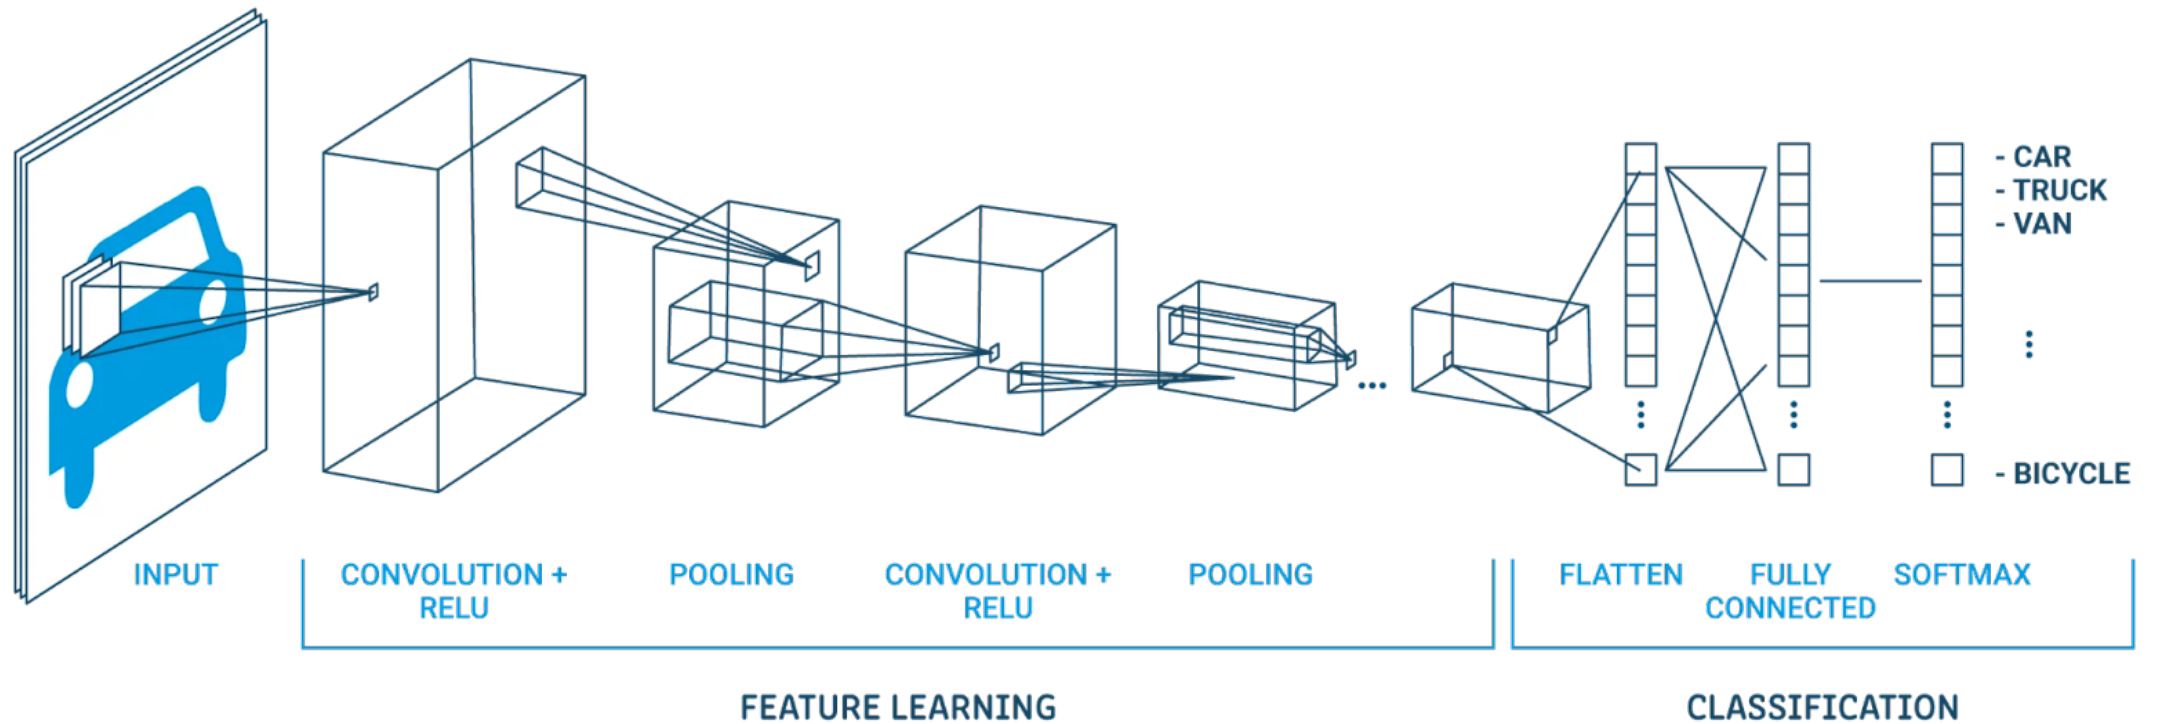 - CAR
- TRUCK
- VAN
- BICYCLE
INPUT
CONVOLUTION +
RELU
POOLING
CONVOLUTION +
RELU
POOLING
FLATTEN
FULLY
CONNECTED
SOFTMAX
FEATURE LEARNING
CLASSIFICATION